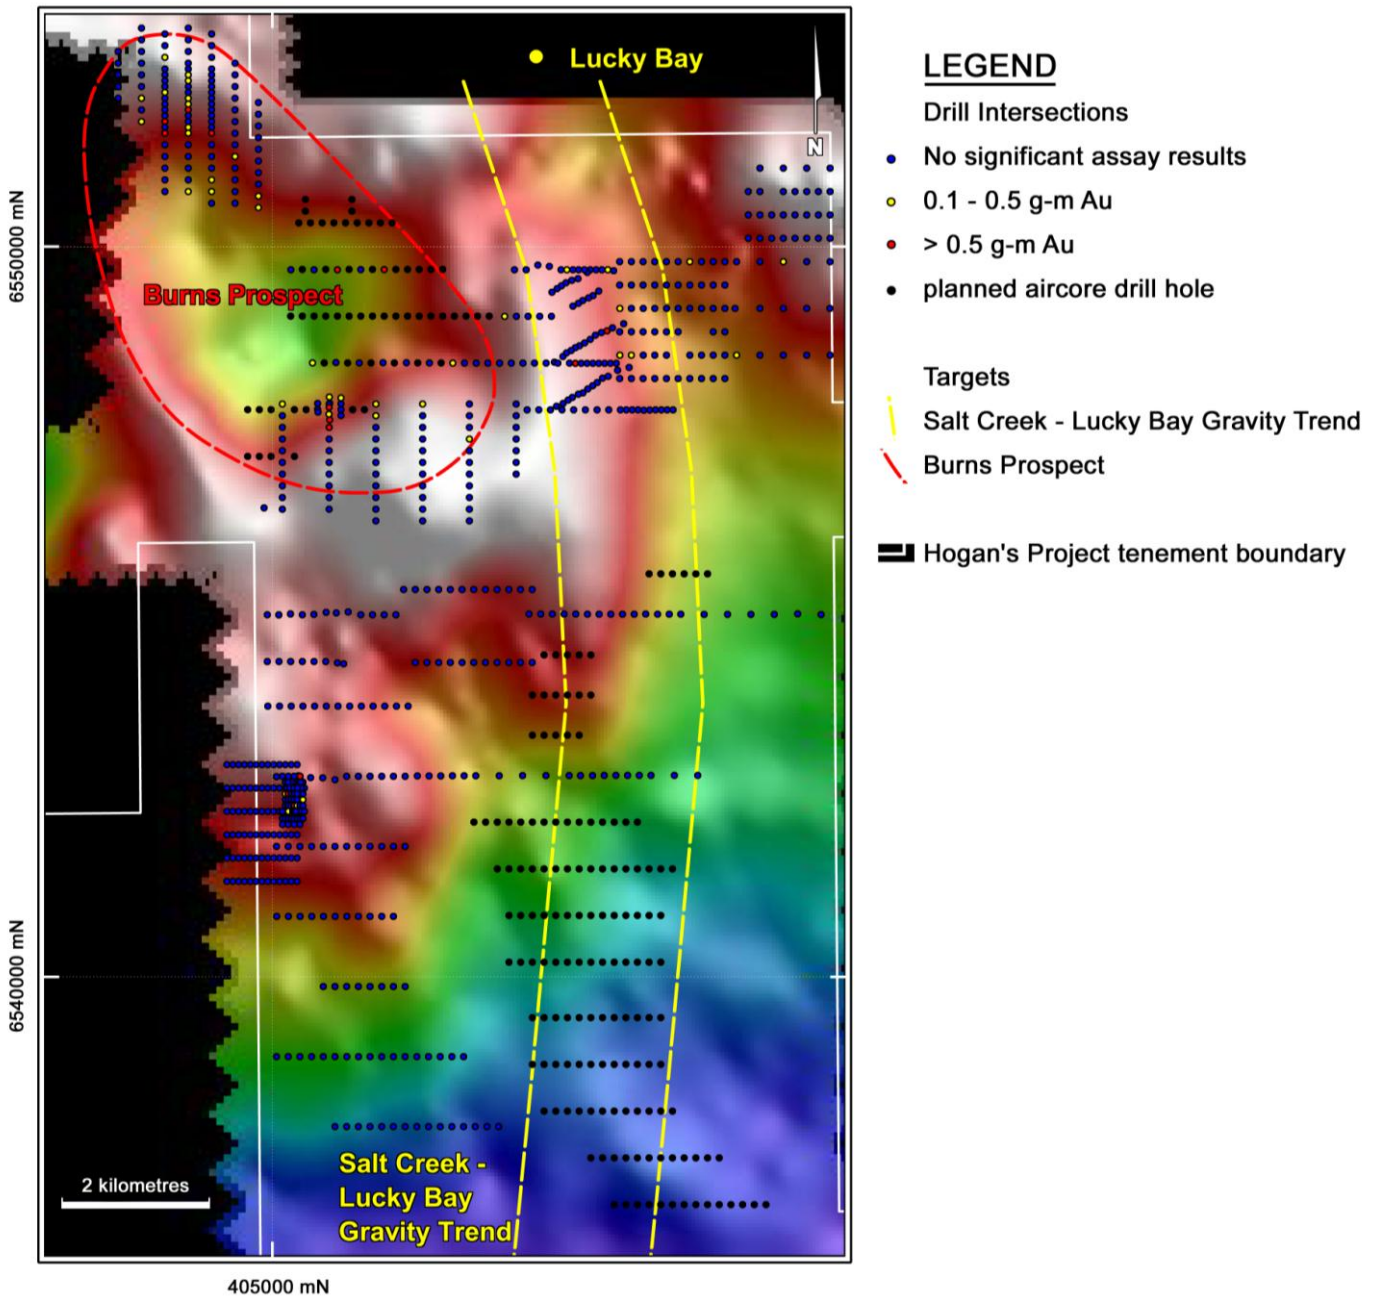 Lucky Bay
N
6550000 mN
Burns Prospect
6540000 mN
2 kilometres
Salt Creek -
Lucky Bay
Gravity Trend
405000 mN
LEGEND
Drill Intersections
No significant assay results
0.1 - 0.5 g-m Au
> 0.5 g-m Au
planned aircore drill hole
Targets
Salt Creek - Lucky Bay Gravity Trend
Burns Prospect
Hogan's Project tenement boundary